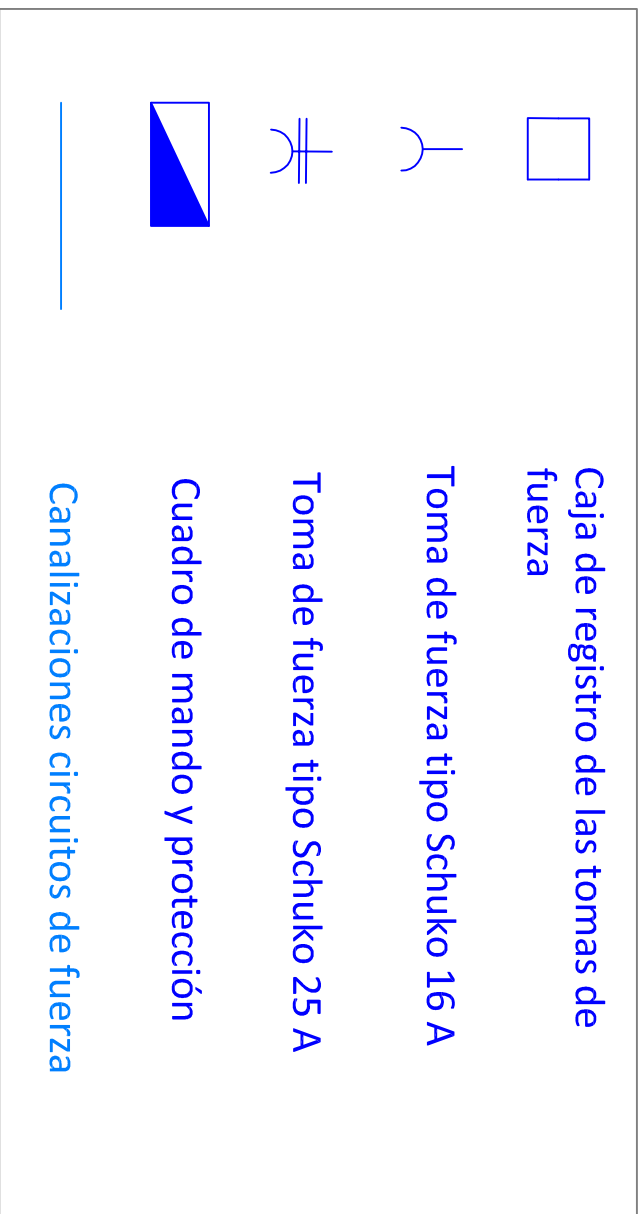 Caja de registro de las tomas de
fuerza
Toma de fuerza tipo Schuko 16 A
Toma de fuerza tipo Schuko 25 A
Cuadro de mando y protección
Canalizaciones circuitos de fuerza